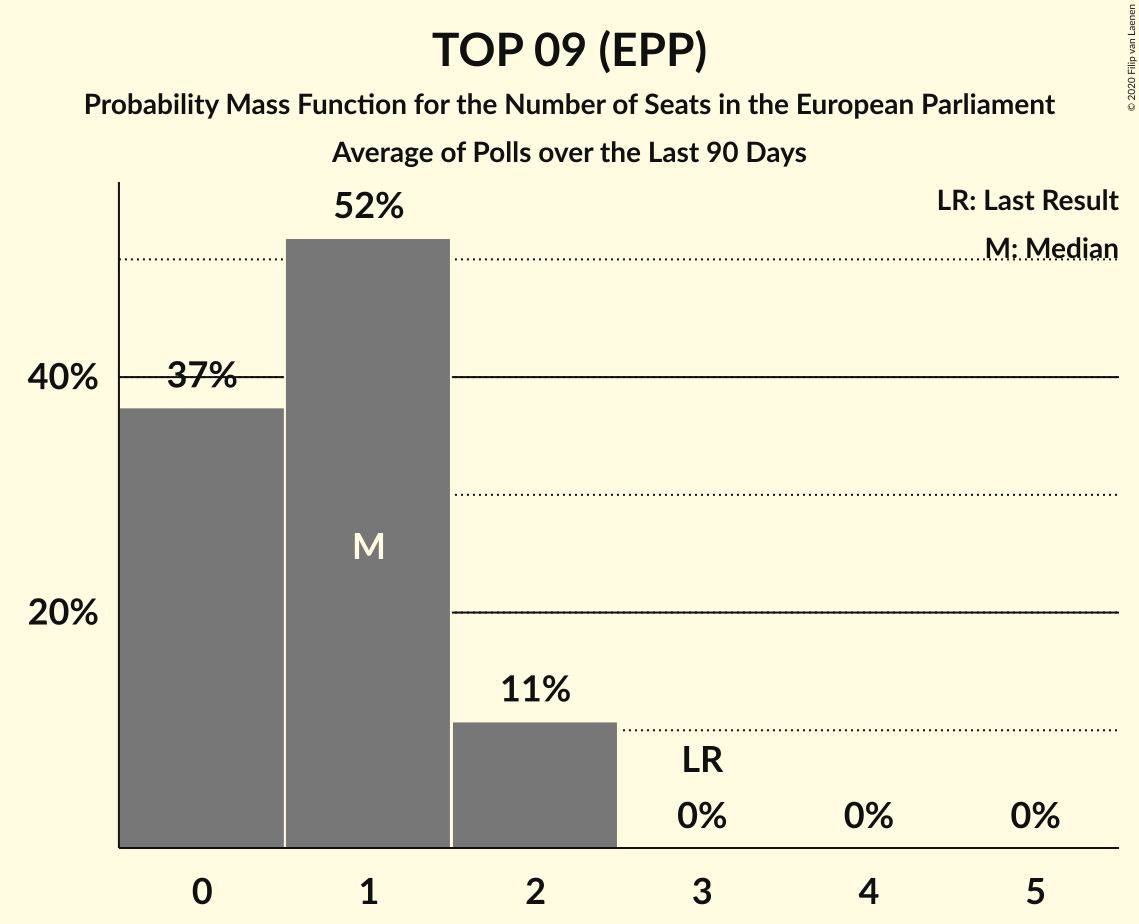 TOP 09 (EPP)
Probability Mass Function for the Number of Seats in the European Parliament
Average of Polls over the Last 90 Days
© 2020 Filip van Laenen
LR: Last Result
M: Median
52%
37%
40%
M
20%
11%
LR
0% 0% 0%
0 1 2 3 4 5